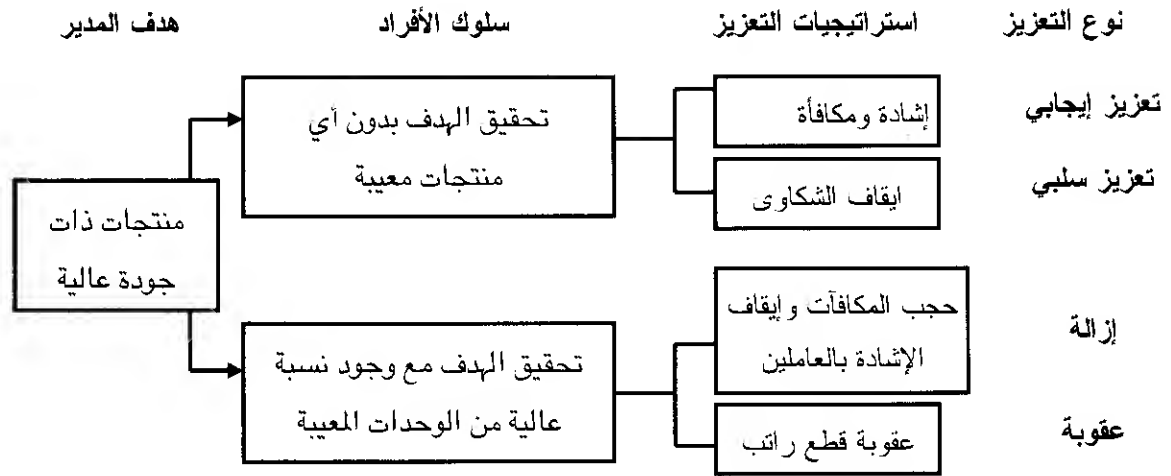 نوع التعزيز
استراتيجيات التعزيز
سلوك الأفراد
هدف المدير
تعزيز إيجابي
إشادة ومكافأة
تحقيق الهدف بدون أي
منتجات معيبة
تعزيز سلبي
ايقاف الشكاوى
منتجات ذات
جودة عالية
إزالة
حجب المكافآت وإيقاف
الإشادة بالعاملين
تحقيق الهدف مع وجود نسبة
عالية من الوحدات المعيبة
عقوبة
عقوبة قطع راتب